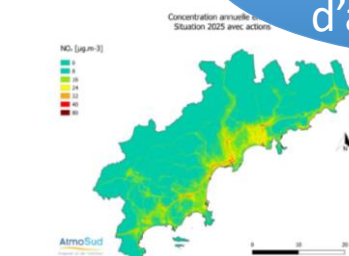 d'a
Concentration annuelle e
Situation 2025 avec actions
NO₂ [µg.m-3]
0
8
16
24
32
40
80
AtmoSud
0
10
20